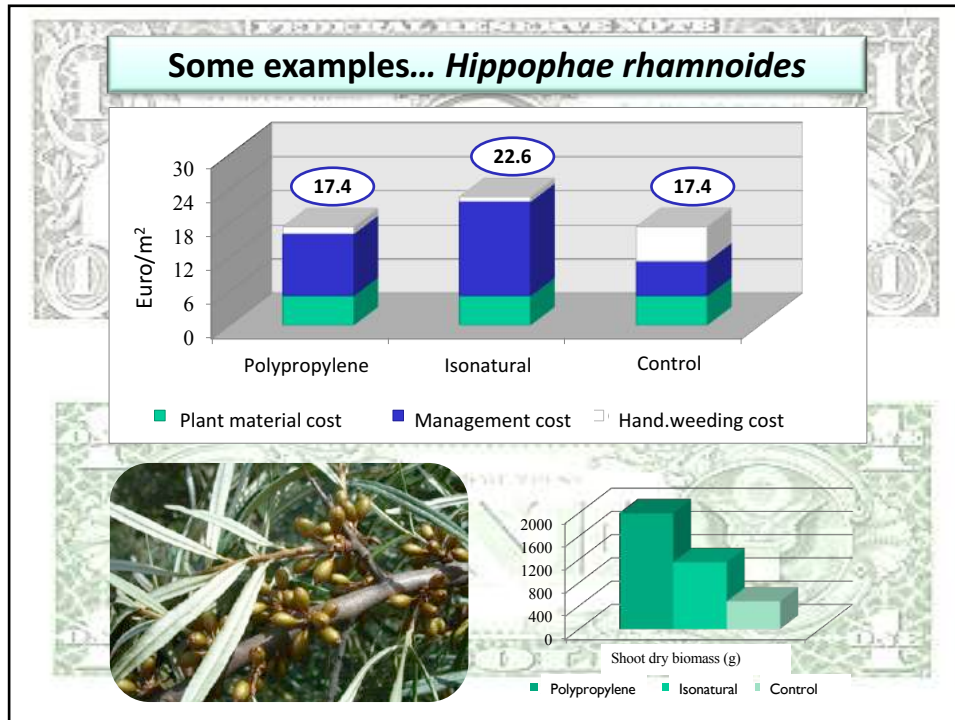 Some examples... Hippophae rhamnoides
30
24
18
12
6
0
Euro/m²
17.4
22.6
17.4
Polypropylene
Isonatural
Control
Plant material cost
Management cost
Hand.weeding cost
2000
1600
1200
800
400
0
Shoot dry biomass (g)
Polypropylene
Isonatural
Control